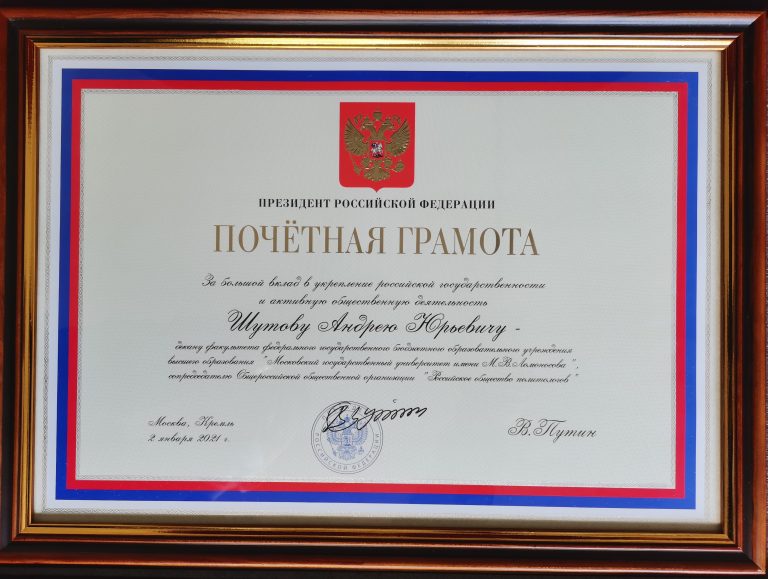 ПРЕЗИДЕНТ РОССИЙСКОЙ ФЕДЕРАЦИИ
ПОЧЁТНАЯ ГРАМОТА
За большой вклад в укрепление российской государственности
и активную общественную деятельность
Шутову Андрею Юрьевичу -
декану факультета федерального государственного бюджетного образовательного учреждения
высшего образования "Московский государственный университет имени М.В.Ломоносова",
сопредседателю Общероссийской общественной организации "Российское общество политологов"
Москва, Кремль
2 января 2021 г.
РОССИЙСКОЙ ФЕДЕРАЦИИ
В.Путин